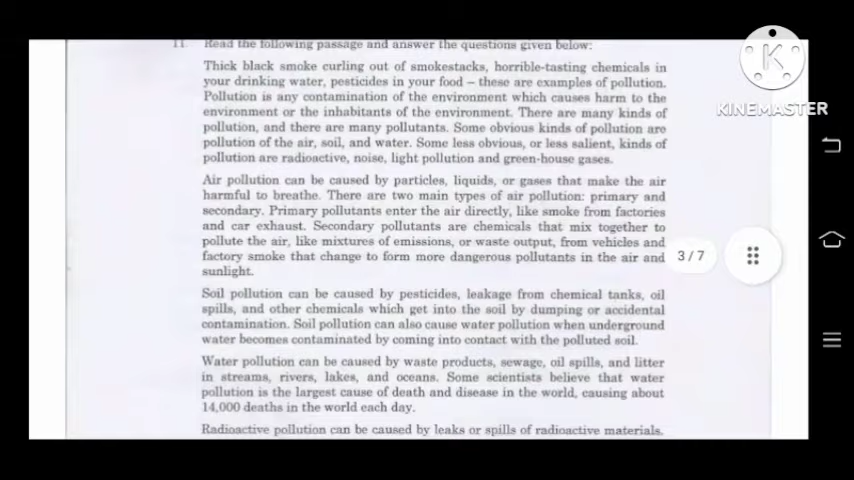 11. Read the following passage and answer the questions given below:
Thick black smoke curling out of smokestacks, horrible-tasting chemicals in
your drinking water, pesticides in your food – these are examples of pollution.
Pollution is any contamination of the environment which causes harm to the
environment or the inhabitants of the environment. There are many kinds of
pollution, and there are many pollutants. Some obvious kinds of pollution are
pollution of the air, soil, and water. Some less obvious, or less salient, kinds of
pollution are radioactive, noise, light pollution and green-house gases.
Air pollution can be caused by particles, liquids, or gases that make the air
harmful to breathe. There are two main types of air pollution: primary and
secondary. Primary pollutants enter the air directly, like smoke from factories
and car exhaust. Secondary pollutants are chemicals that mix together to
pollute the air, like mixtures of emissions, or waste output, from vehicles and
factory smoke that change to form more dangerous pollutants in the air and
sunlight.
Soil pollution can be caused by pesticides, leakage from chemical tanks, oil
spills, and other chemicals which get into the soil by dumping or accidental
contamination. Soil pollution can also cause water pollution when underground
water becomes contaminated by coming into contact with the polluted soil.
Water pollution can be caused by waste products, sewage, oil spills, and litter
in streams, rivers, lakes, and oceans. Some scientists believe that water
pollution is the largest cause of death and disease in the world, causing about
14,000 deaths in the world each day.
Radioactive pollution can be caused by leaks or spills of radioactive materials.
3 / 7
K
KINEMASTER